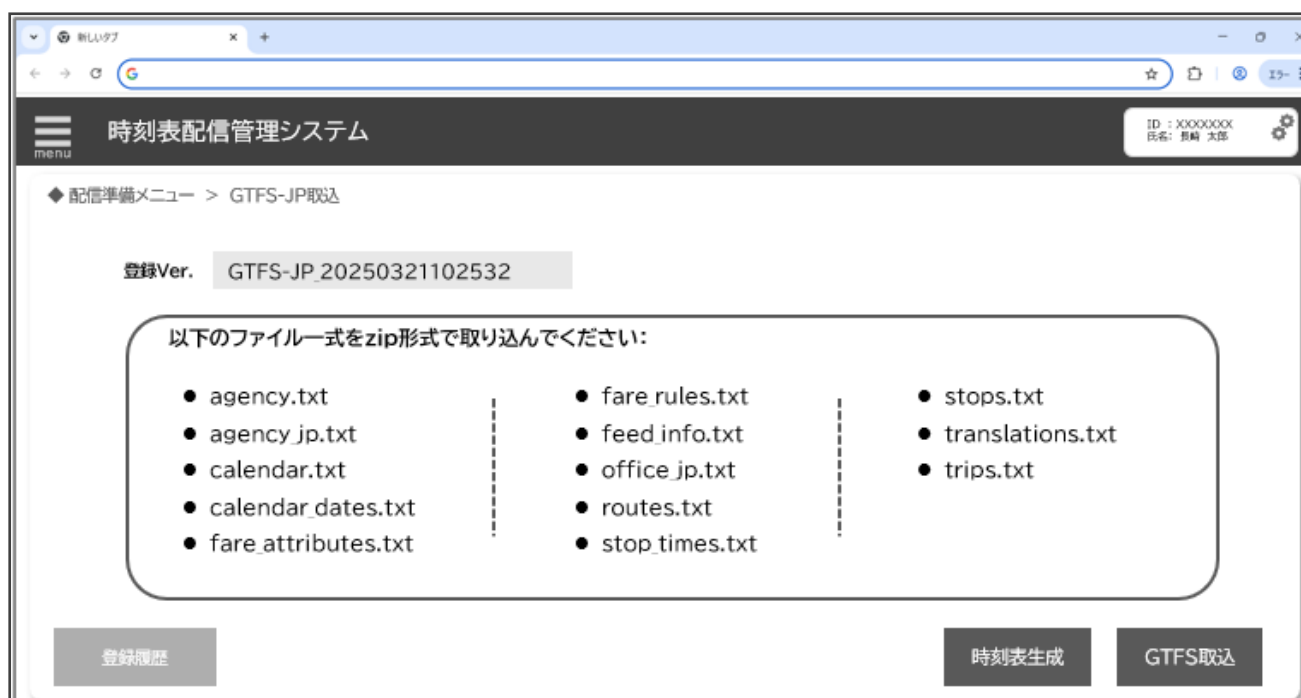 新しいタブ
エラー
menu
時刻表配信管理システム
ID : XXXXXXX
氏名: 長崎 太郎
◆ 配信準備メニュー > GTFS-JP取込
登録Ver. GTFS-JP_20250321102532
以下のファイル一式をzip形式で取り込んでください:
● agency.txt
● agency_jp.txt
● calendar.txt
● calendar_dates.txt
● fare_attributes.txt
● fare_rules.txt
● feed_info.txt
● office_jp.txt
● routes.txt
● stop_times.txt
● stops.txt
● translations.txt
● trips.txt
登録履歴
時刻表生成
GTFS取込